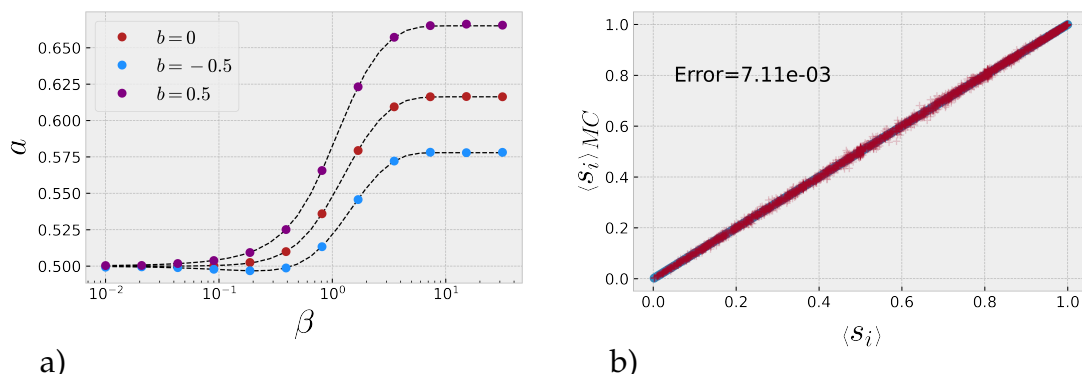 b = 0
b = − 0.5
b = 0.5
0.650
0.625
0.600
0.575
0.550
0.525
0.500
a
10⁻²
10⁻¹
10⁰
10¹
β
a)
Error=7.11e-03
1.0
0.8
0.6
0.4
0.2
0.0
⟨sᵢ⟩MC
0.0
0.2
0.4
0.6
0.8
1.0
⟨sᵢ⟩
b)